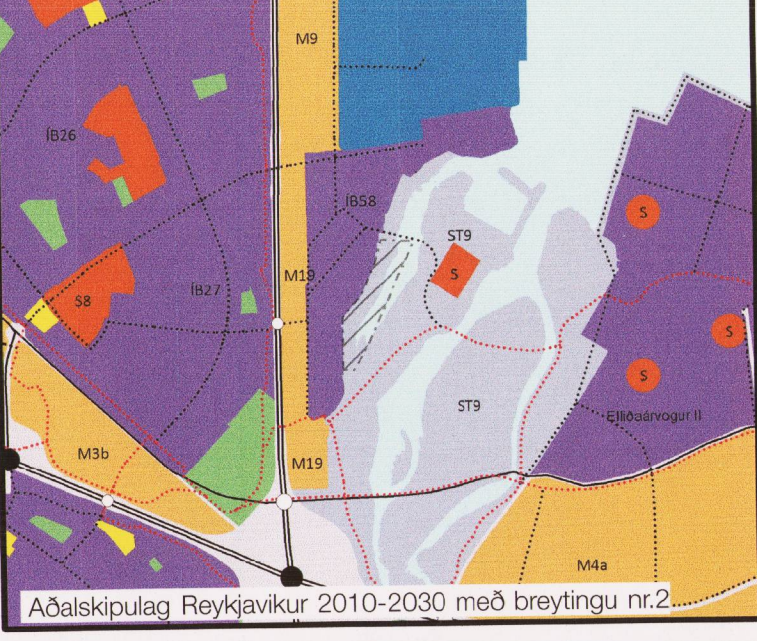 M9
ÍB26
ÍB58
S
ST9
M19
S
S8
ÍB27
S
S
ST9
Elliðaárvogur II
M3b
M19
M4a
Aðalskipulag Reykjavikur 2010-2030 með breytingu nr.2